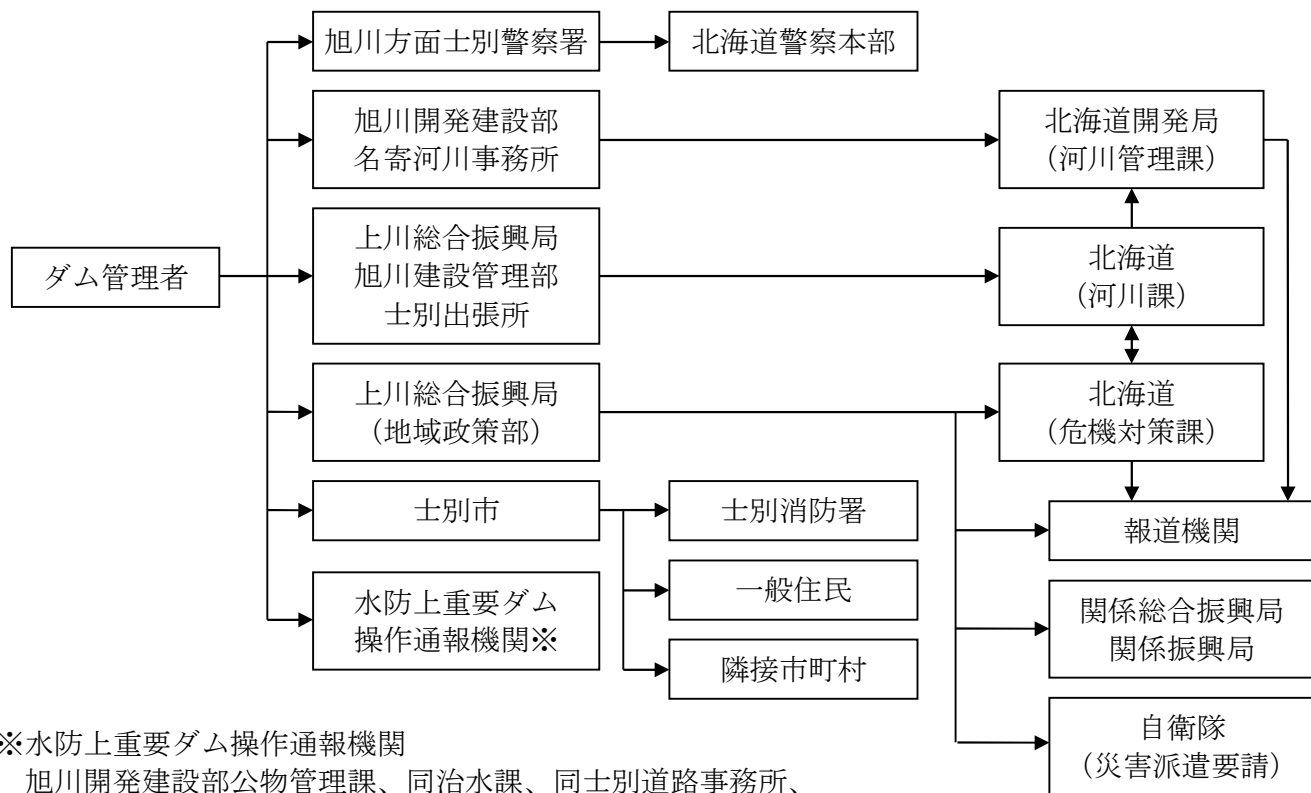 旭川方面士別警察署
北海道警察本部
旭川開発建設部
名寄河川事務所
北海道開発局
（河川管理課）
ダム管理者
上川総合振興局
旭川建設管理部
士別出張所
北海道
（河川課）
上川総合振興局
（地域政策部）
北海道
（危機対策課）
士別市
士別消防署
報道機関
水防上重要ダム
操作通報機関※
一般住民
関係総合振興局
関係振興局
隣接市町村
自衛隊
（災害派遣要請）
※水防上重要ダム操作通報機関
旭川開発建設部公物管理課、同治水課、同士別道路事務所、